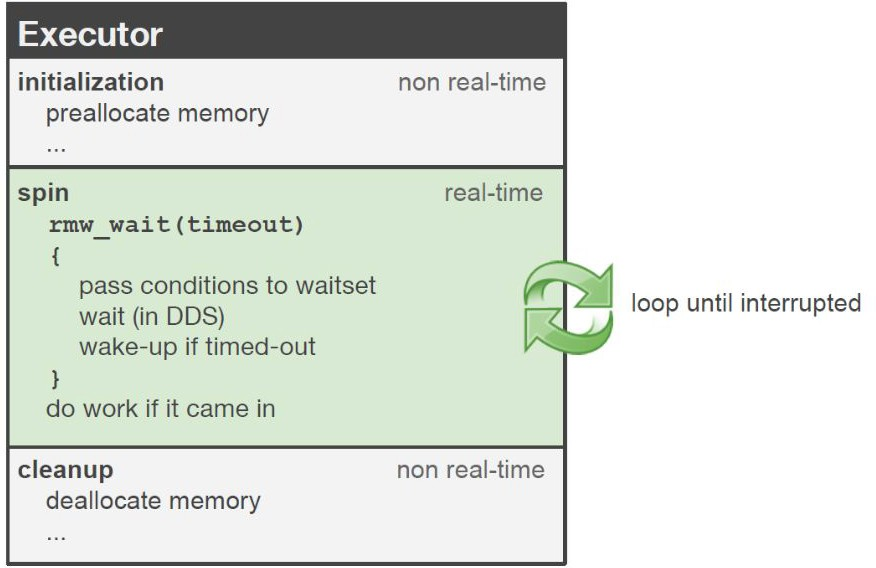 Executor
initialization non real-time
preallocate memory
...
spin real-time
rmw_wait(timeout)
{
pass conditions to waitset
wait (in DDS)
wake-up if timed-out
}
loop until interrupted
do work if it came in
cleanup non real-time
deallocate memory
...